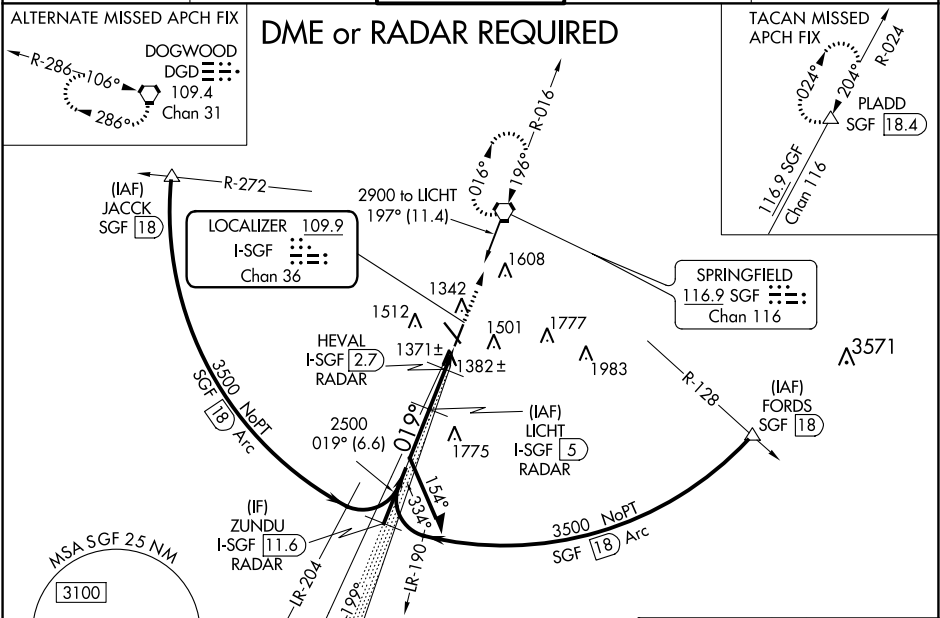 ALTERNATE MISSED APCH FIX
DOGWOOD
DGD
109.4
Chan 31
R-286
106°
286°
DME or RADAR REQUIRED
TACAN MISSED
APCH FIX
R-024
024°
204°
PLADD
SGF 18.4
116.9 SGF
Chan 116
R-016
016°
196°
(IAF)
JACCK
SGF 18
R-272
2900 to LICHT
197° (11.4)
LOCALIZER 109.9
I-SGF
Chan 36
1608
SPRINGFIELD
116.9 SGF
Chan 116
1342
1512
1501
1777
1983
3571
HEVAL
I-SGF 2.7
RADAR
1371±
1382±
R-128
(IAF)
FORDS
SGF 18
3500 NoPT
SGF 18 Arc
2500
019° (6.6)
019°
(IAF)
LICHT
I-SGF 5
RADAR
1775
154°
334°
3500 NoPT
SGF 18 Arc
(IF)
ZUNDU
I-SGF 11.6
RADAR
LR-204
199°
LR-190
MSA SGF 25 NM
3100